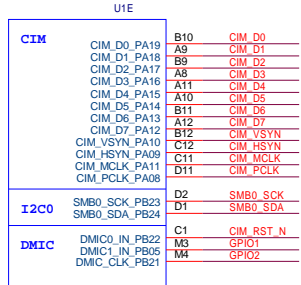 U1E
CIM
CIM_D0_PA19 B10 CIM_D0
CIM_D1_PA18 A9 CIM_D1
CIM_D2_PA17 B9 CIM_D2
CIM_D3_PA16 A8 CIM_D3
CIM_D4_PA15 A11 CIM_D4
CIM_D5_PA14 A10 CIM_D5
CIM_D6_PA13 B11 CIM_D6
CIM_D7_PA12 A12 CIM_D7
CIM_VSYN_PA10 B12 CIM_VSYN
CIM_HSYN_PA09 C12 CIM_HSYN
CIM_MCLK_PA11 C11 CIM_MCLK
CIM_PCLK_PA08 D11 CIM_PCLK
I2C0
SMB0_SCK_PB23 D2 SMB0_SCK
SMB0_SDA_PB24 D1 SMB0_SDA
DMIC
DMIC0_IN_PB22 C1 CIM_RST_N
DMIC1_IN_PB05 M3 GPIO1
DMIC_CLK_PB21 M4 GPIO2